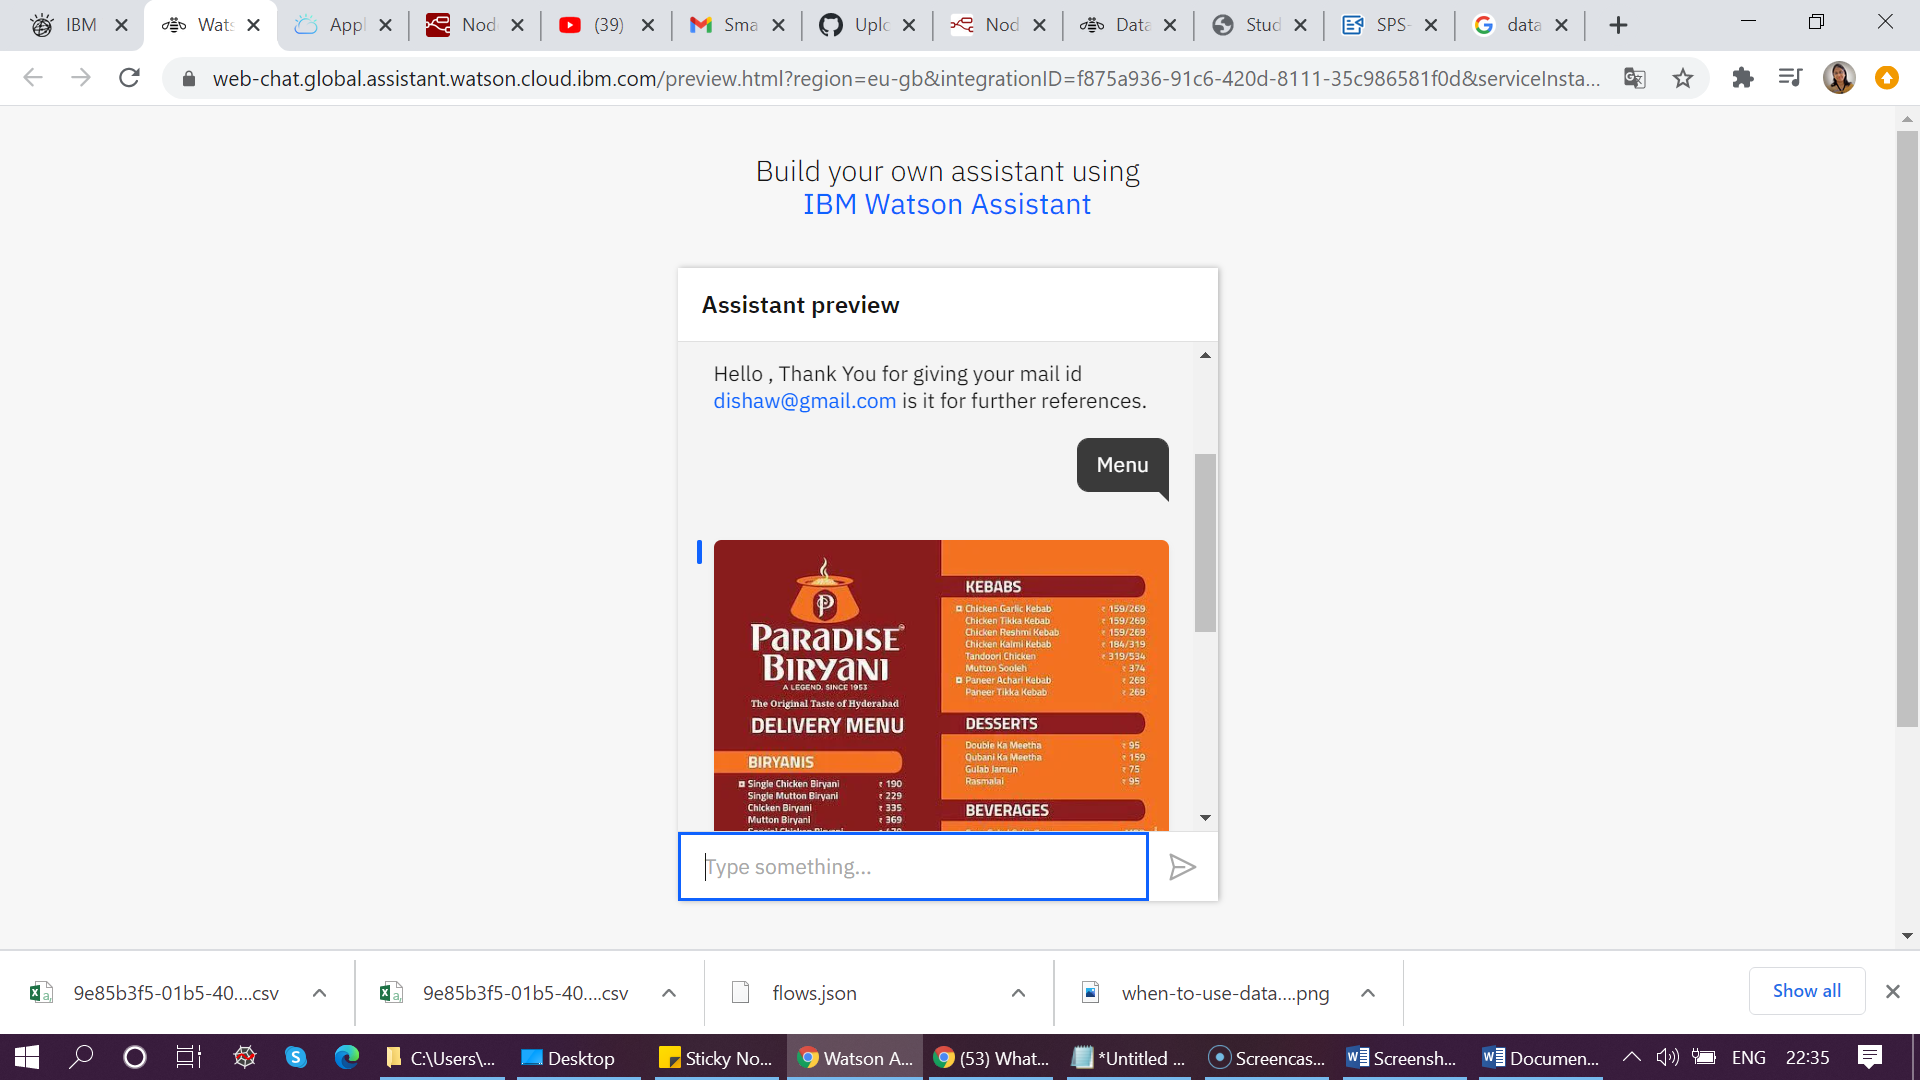 IBM
Wats
Appl
Node
(39)
Sma
Uplo
Nod
Data
Stud
SPS-
data
web-chat.global.assistant.watson.cloud.ibm.com/preview.html?region=eu-gb&integrationID=f875a936-91c6-420d-8111-35c986581f0d&serviceInsta...
Build your own assistant using
IBM Watson Assistant
Assistant preview
Hello , Thank You for giving your mail id
dishaw@gmail.com is it for further references.
Menu
P
PARADISE
BIRYANI
A LEGEND. SINCE 1953
The Original Taste of Hyderabad
DELIVERY MENU
BIRYANIS
Single Chicken Biryani ₹ 190
Single Mutton Biryani ₹ 229
Chicken Biryani ₹ 335
Mutton Biryani ₹ 369
KEBABS
Chicken Garlic Kebab ₹ 159/269
Chicken Tikka Kebab ₹ 159/269
Chicken Reshmi Kebab ₹ 159/269
Chicken Kalmi Kebab ₹ 184/319
Tandoori Chicken ₹ 319/534
Mutton Sooleh ₹ 374
Paneer Achari Kebab ₹ 269
Paneer Tikka Kebab ₹ 269
DESSERTS
Double Ka Meetha ₹ 95
Qubani Ka Meetha ₹ 159
Gulab Jamun ₹ 75
Rasmalai ₹ 95
BEVERAGES
Type something...
9e85b3f5-01b5-40....csv
9e85b3f5-01b5-40....csv
flows.json
when-to-use-data....png
Show all
C:\Users\...
Desktop
Sticky No...
Watson A...
(53) What...
*Untitled ...
Screencas...
Screensh...
Documen...
ENG
22:35